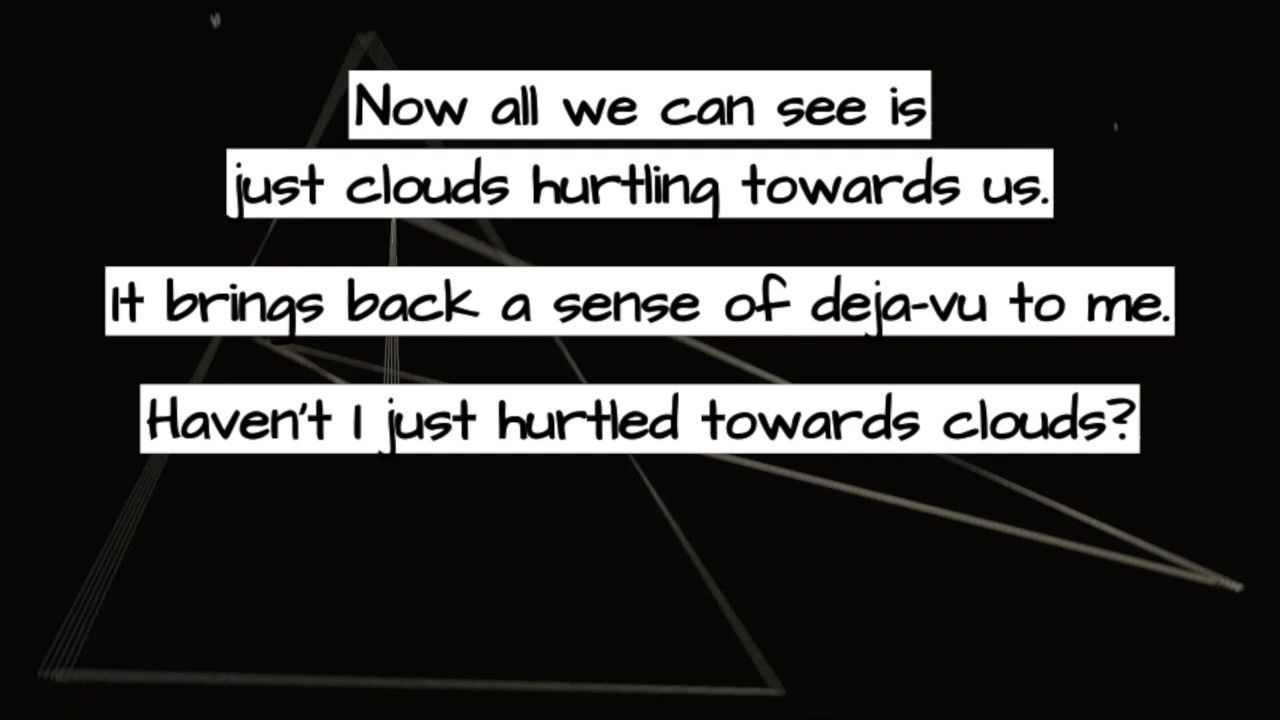 Now all we can see is
just clouds hurtling towards us.
It brings back a sense of deja-vu to me.
Haven't I just hurtled towards clouds?